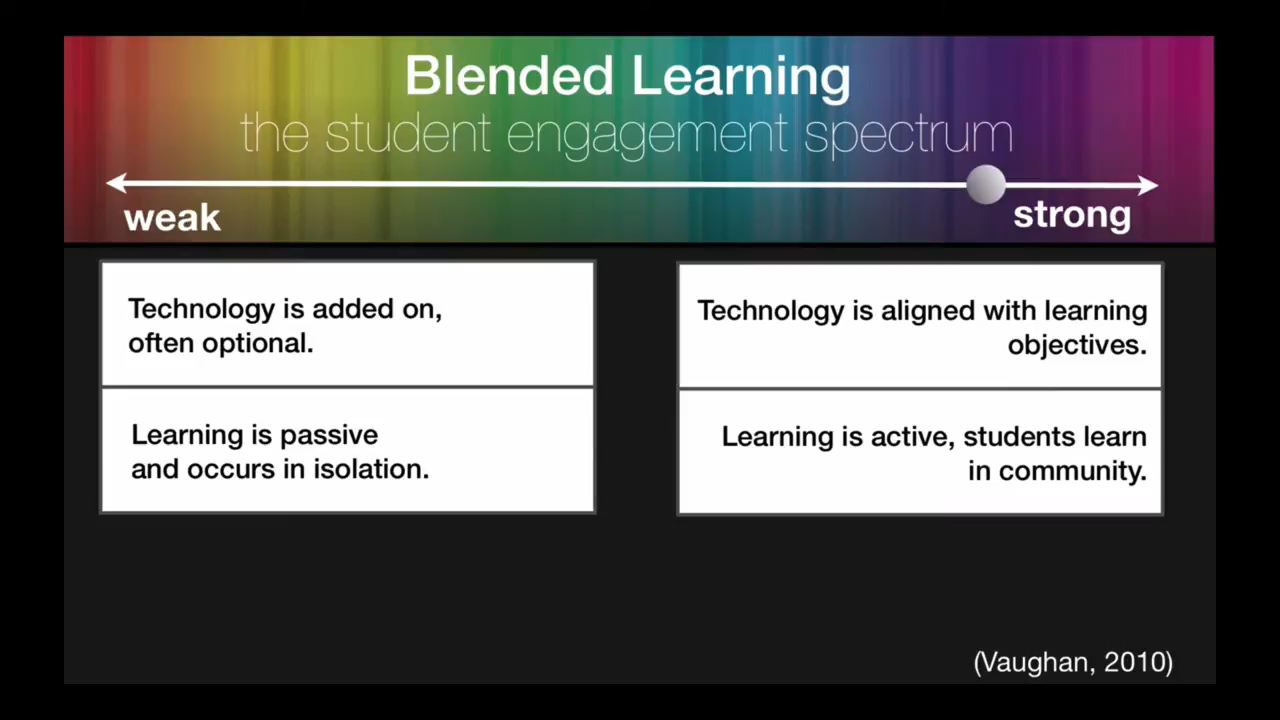 Blended Learning
the student engagement spectrum
weak
strong
Technology is added on,
often optional.
Technology is aligned with learning
objectives.
Learning is passive
and occurs in isolation.
Learning is active, students learn
in community.
(Vaughan, 2010)